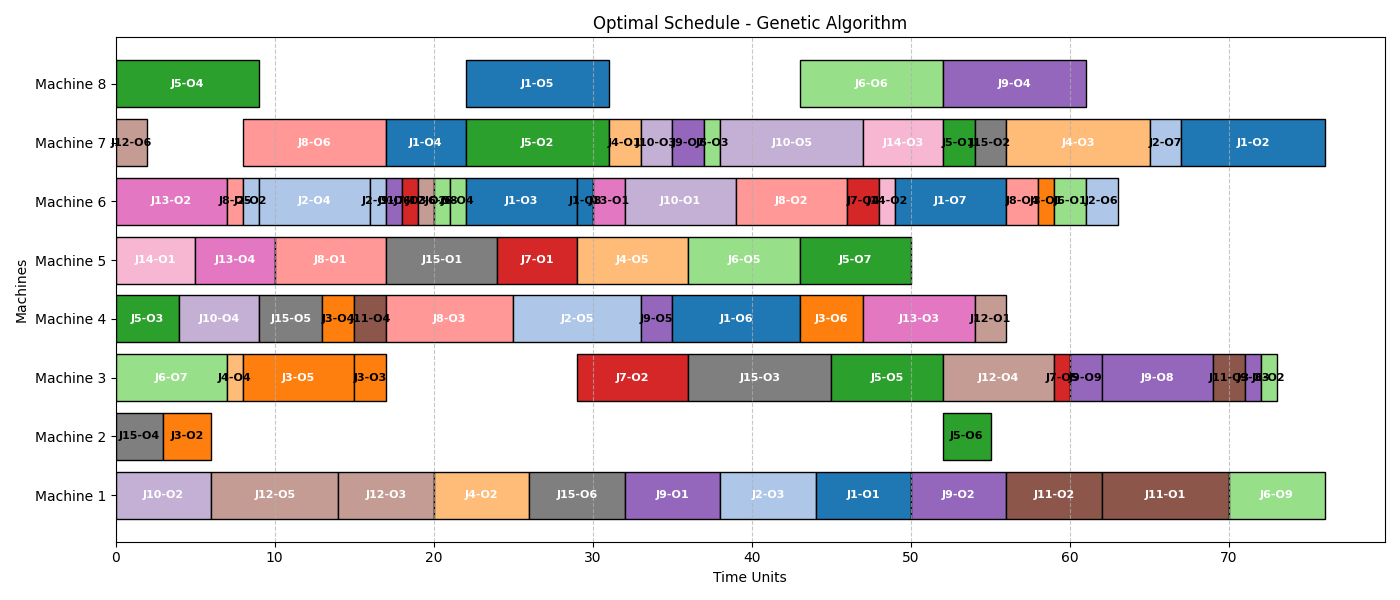 Optimal Schedule - Genetic Algorithm
Machines
Machine 8
J5-O4 J1-O5 J6-O6 J9-O4
Machine 7
J12-O6 J8-O6 J1-O4 J5-O2 J10-O3 J6-O3 J10-O5 J14-O3 J15-O2 J4-O3 J2-O7 J1-O2
Machine 6
J13-O2 J2-O4 J1-O3 J13-O1 J10-O1 J8-O2 J14-O2 J1-O7 J2-O6
Machine 5
J14-O1 J13-O4 J8-O1 J15-O1 J7-O1 J4-O5 J6-O5 J5-O7
Machine 4
J5-O3 J10-O4 J15-O5 J3-O4 J11-O4 J8-O3 J2-O5 J9-O5 J1-O6 J3-O6 J13-O3 J12-O1
Machine 3
J6-O7 J4-O4 J3-O5 J3-O3 J7-O2 J15-O3 J5-O5 J12-O4 J9-O9 J9-O8
Machine 2
J15-O4 J3-O2 J5-O6
Machine 1
J10-O2 J12-O5 J12-O3 J4-O2 J15-O6 J9-O1 J2-O3 J1-O1 J9-O2 J11-O2 J11-O1 J6-O9
0 10 20 30 40 50 60 70
Time Units